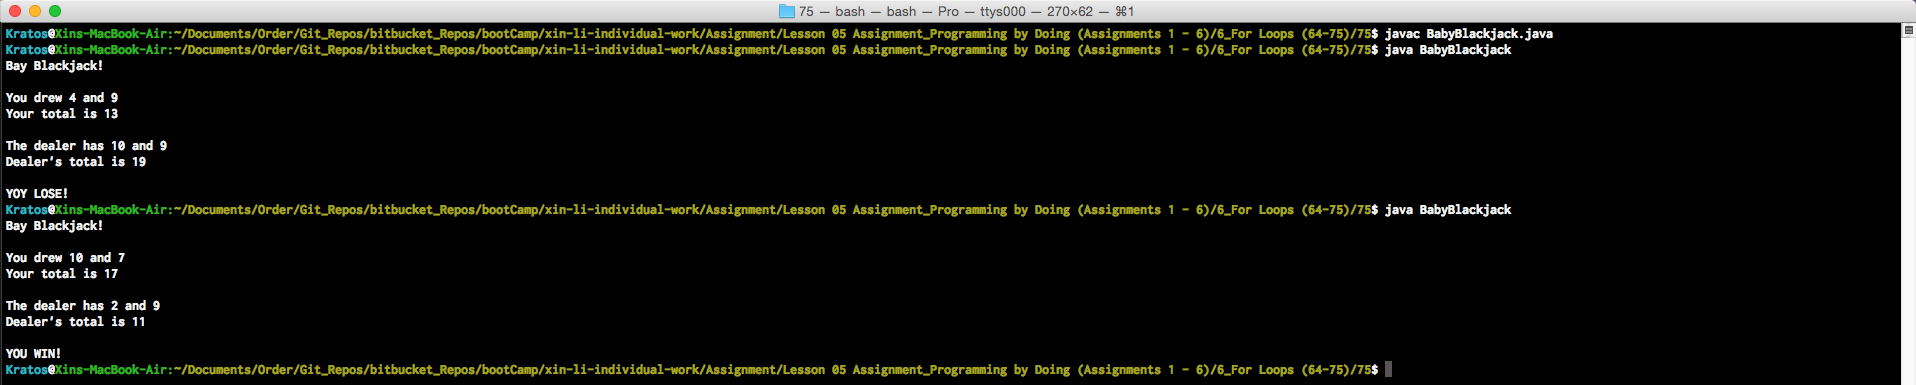 75 — bash — bash — Pro — ttys000 — 270×62 — ⌘1
Kratos@Xins-MacBook-Air:~/Documents/Order/Git_Repos/bitbucket_Repos/bootCamp/xin-li-individual-work/Assignment/Lesson 05 Assignment_Programming by Doing (Assignments 1 - 6)/6_For Loops (64-75)/75$ javac BabyBlackjack.java
Kratos@Xins-MacBook-Air:~/Documents/Order/Git_Repos/bitbucket_Repos/bootCamp/xin-li-individual-work/Assignment/Lesson 05 Assignment_Programming by Doing (Assignments 1 - 6)/6_For Loops (64-75)/75$ java BabyBlackjack
Bay Blackjack!
You drew 4 and 9
Your total is 13
The dealer has 10 and 9
Dealer's total is 19
YOY LOSE!
Kratos@Xins-MacBook-Air:~/Documents/Order/Git_Repos/bitbucket_Repos/bootCamp/xin-li-individual-work/Assignment/Lesson 05 Assignment_Programming by Doing (Assignments 1 - 6)/6_For Loops (64-75)/75$ java BabyBlackjack
Bay Blackjack!
You drew 10 and 7
Your total is 17
The dealer has 2 and 9
Dealer's total is 11
YOU WIN!
Kratos@Xins-MacBook-Air:~/Documents/Order/Git_Repos/bitbucket_Repos/bootCamp/xin-li-individual-work/Assignment/Lesson 05 Assignment_Programming by Doing (Assignments 1 - 6)/6_For Loops (64-75)/75$